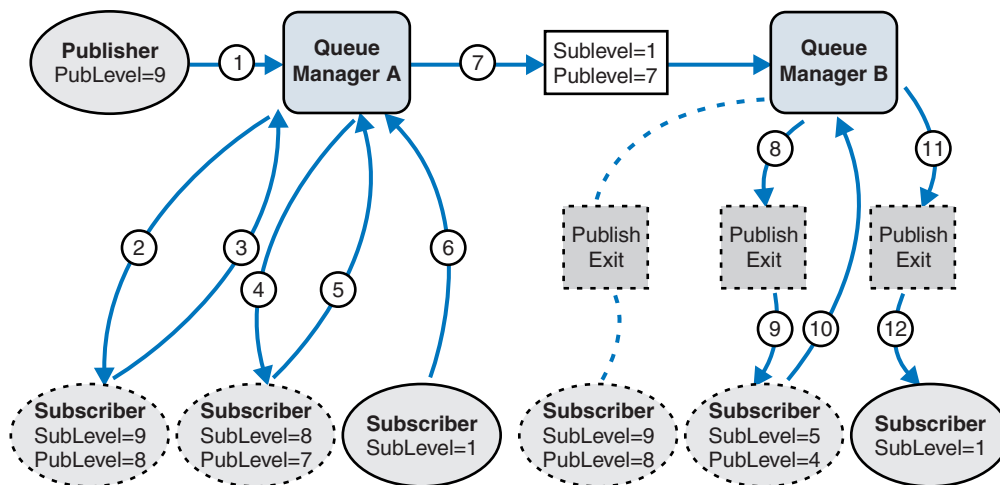 Publisher
PubLevel=9
1
Queue
Manager A
7
Sublevel=1
Publevel=7
Queue
Manager B
8
11
2
3
4
5
6
Publish
Exit
Publish
Exit
Publish
Exit
9
10
12
Subscriber
SubLevel=9
PubLevel=8
Subscriber
SubLevel=8
PubLevel=7
Subscriber
SubLevel=1
Subscriber
SubLevel=9
PubLevel=8
Subscriber
SubLevel=5
PubLevel=4
Subscriber
SubLevel=1